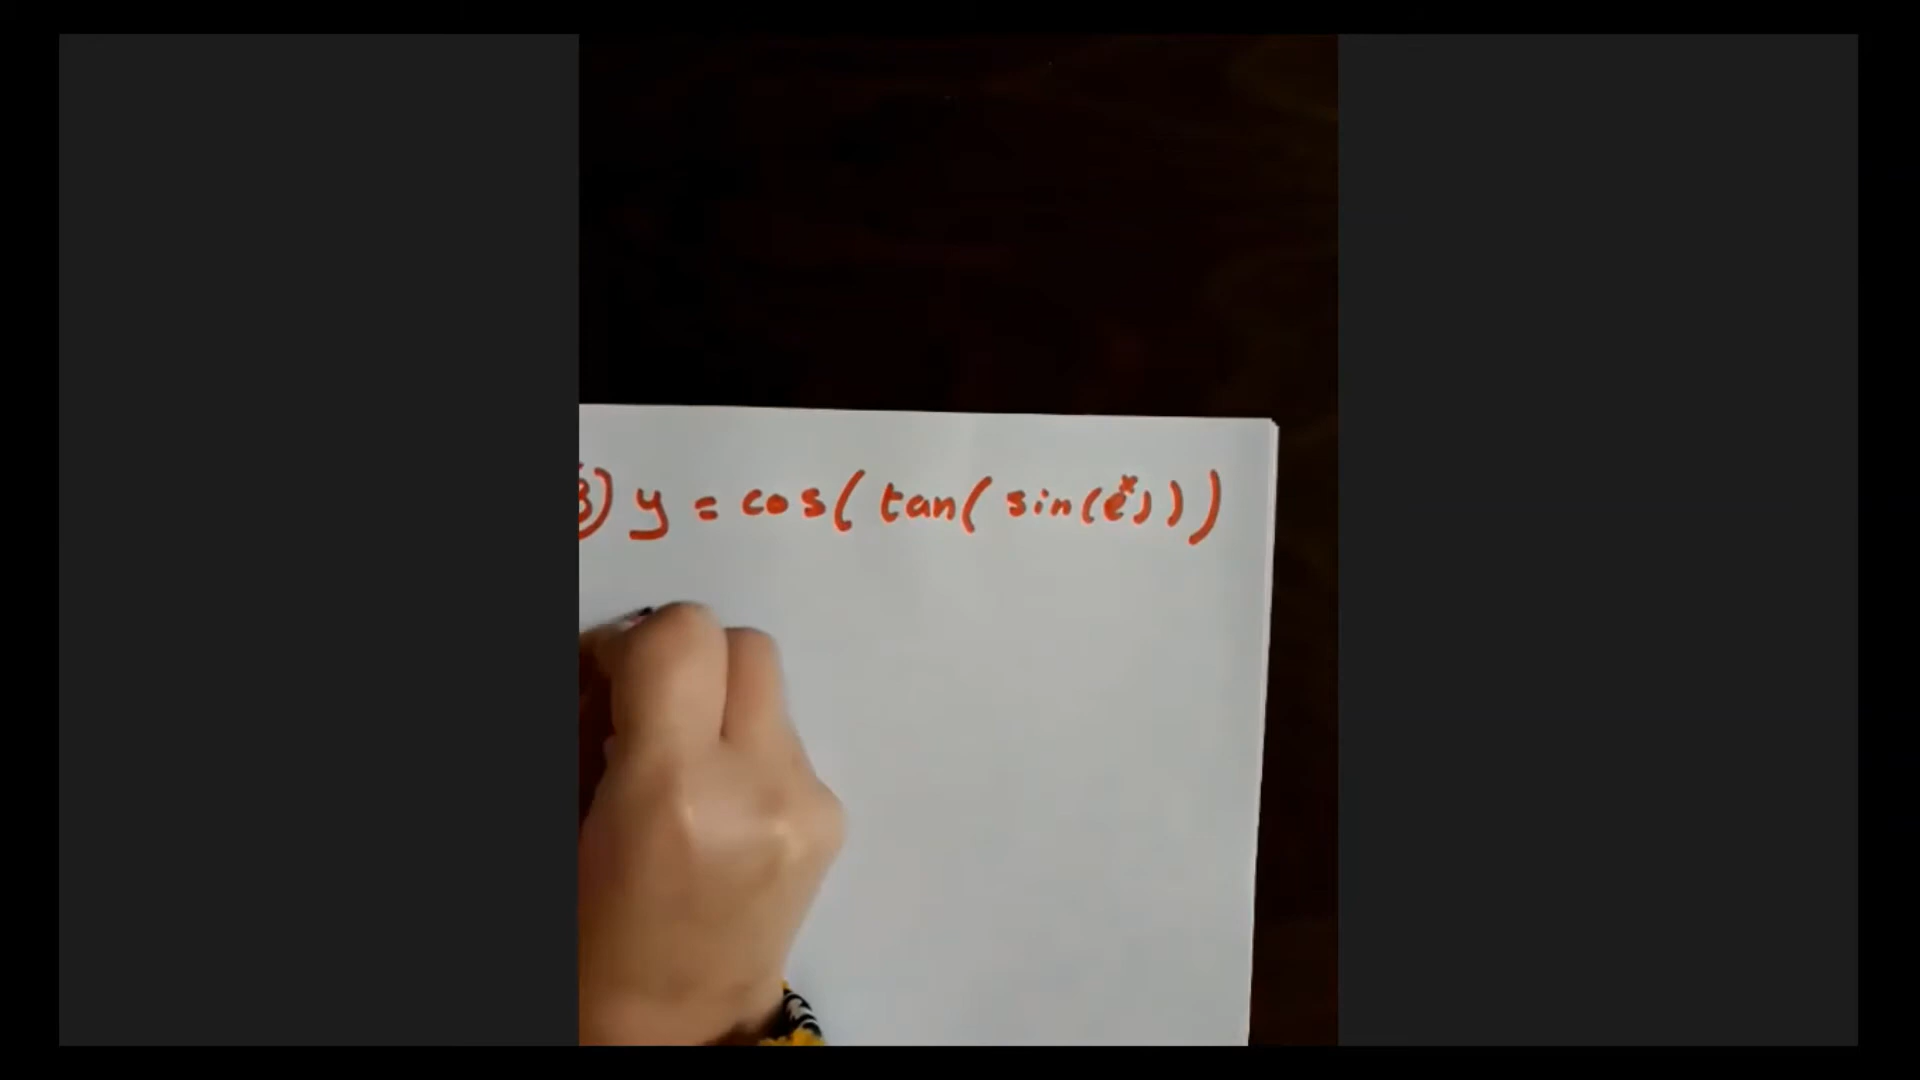 3) y = cos( tan( sin(eˣ) ) )